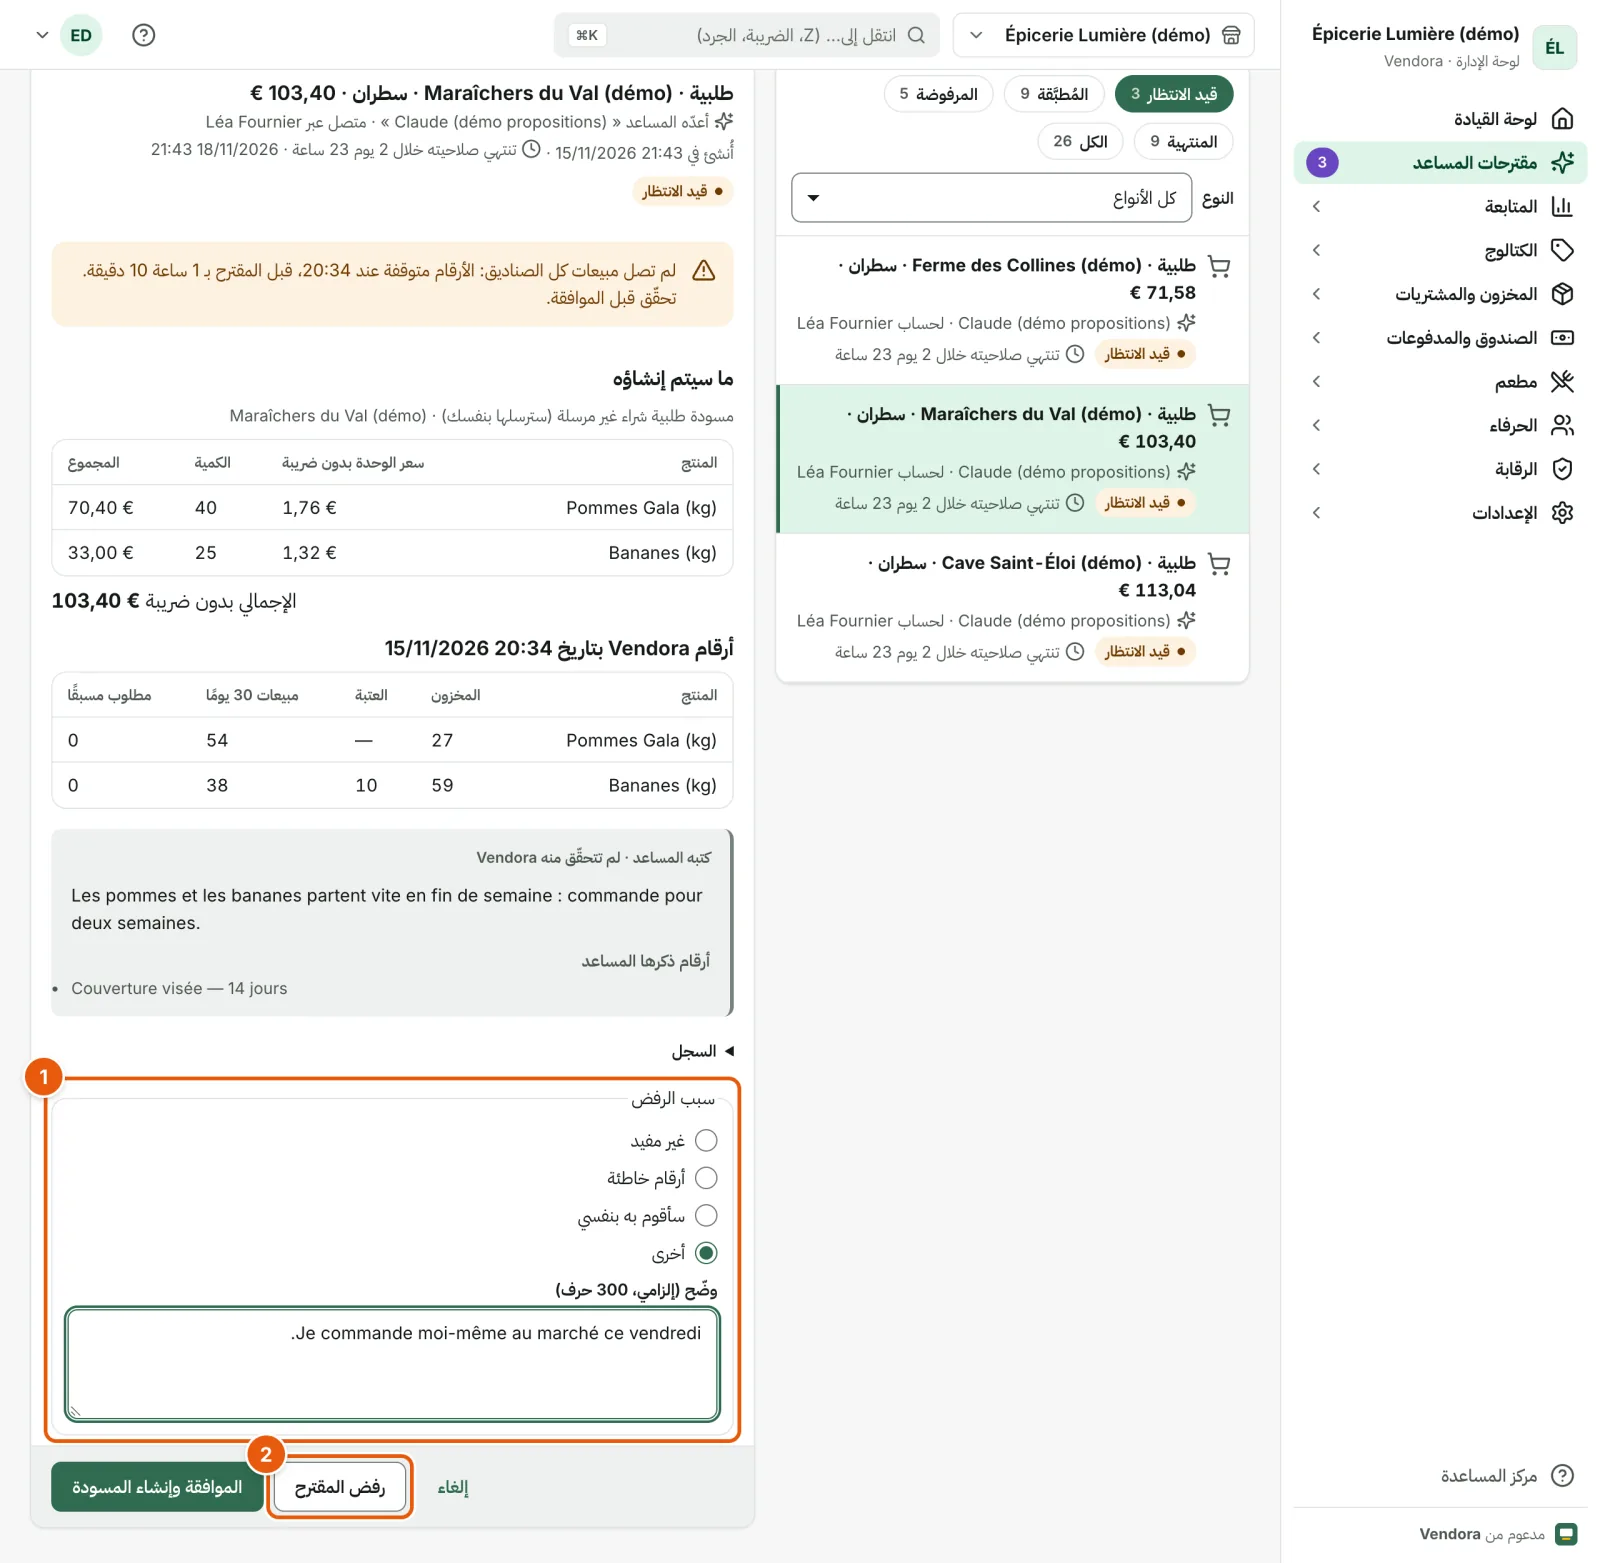 Épicerie Lumière (démo)
لوحة الإدارة · Vendora
ÉL
لوحة القيادة
مقترحات المساعد 3
المتابعة
الكتالوج
المخزون والمشتريات
الصندوق والمدفوعات
مطعم
الحرفاء
الرقابة
الإعدادات
مركز المساعدة
مدعوم من Vendora
Épicerie Lumière (démo)
انتقل إلى... (Z، الضريبة، الجرد)
⌘K
ED
قيد الانتظار 3
المُطبَّقة 9
المرفوضة 5
المنتهية 9
الكل 26
النوع
كل الأنواع
طلبية · Ferme des Collines (démo) · سطران ·
71,58 €
Claude (démo propositions) · لحساب Léa Fournier
قيد الانتظار
تنتهي صلاحيته خلال 2 يوم 23 ساعة
طلبية · Maraîchers du Val (démo) · سطران ·
103,40 €
Claude (démo propositions) · لحساب Léa Fournier
قيد الانتظار
تنتهي صلاحيته خلال 2 يوم 23 ساعة
طلبية · Cave Saint-Éloi (démo) · سطران ·
113,04 €
Claude (démo propositions) · لحساب Léa Fournier
قيد الانتظار
تنتهي صلاحيته خلال 2 يوم 23 ساعة
طلبية · Maraîchers du Val (démo) · سطران · 103,40 €
أعدّه المساعد « Claude (démo propositions) » · متصل عبر Léa Fournier
أُنشئ في 15/11/2026 21:43 · تنتهي صلاحيته خلال 2 يوم 23 ساعة · 18/11/2026 21:43
قيد الانتظار
لم تصل مبيعات كل الصناديق: الأرقام متوقفة عند 20:34، قبل المقترح بـ 1 ساعة 10 دقيقة.
تحقّق قبل الموافقة.
ما سيتم إنشاؤه
مسودة طلبية شراء غير مرسلة (سترسلها بنفسك) · Maraîchers du Val (démo)
المنتج سعر الوحدة بدون ضريبة الكمية المجموع
Pommes Gala (kg) 1,76 € 40 70,40 €
Bananes (kg) 1,32 € 25 33,00 €
الإجمالي بدون ضريبة 103,40 €
أرقام Vendora بتاريخ 15/11/2026 20:34
المنتج المخزون العتبة مبيعات 30 يومًا مطلوب مسبقًا
Pommes Gala (kg) 27 — 54 0
Bananes (kg) 59 10 38 0
كتبه المساعد · لم تتحقّق منه Vendora
Les pommes et les bananes partent vite en fin de semaine : commande pour
deux semaines.
أرقام ذكرها المساعد
• Couverture visée — 14 jours
السجل
1
سبب الرفض
غير مفيد
أرقام خاطئة
سأقوم به بنفسي
أخرى
وضّح (إلزامي، 300 حرف)
Je commande moi-même au marché ce vendredi.
2
إلغاء
رفض المقترح
الموافقة وإنشاء المسودة